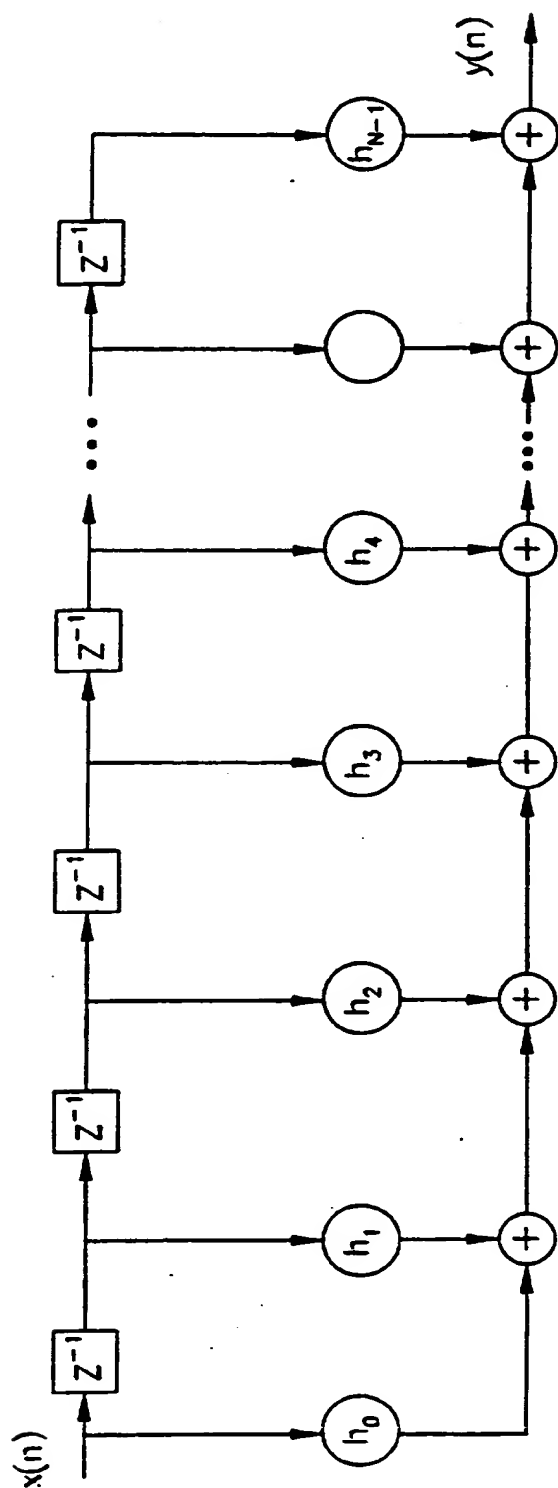 x(n)
Z⁻¹ Z⁻¹ Z⁻¹ Z⁻¹ ... Z⁻¹
h₀ h₁ h₂ h₃ h₄ hN−1
+ + + + ... + +
y(n)